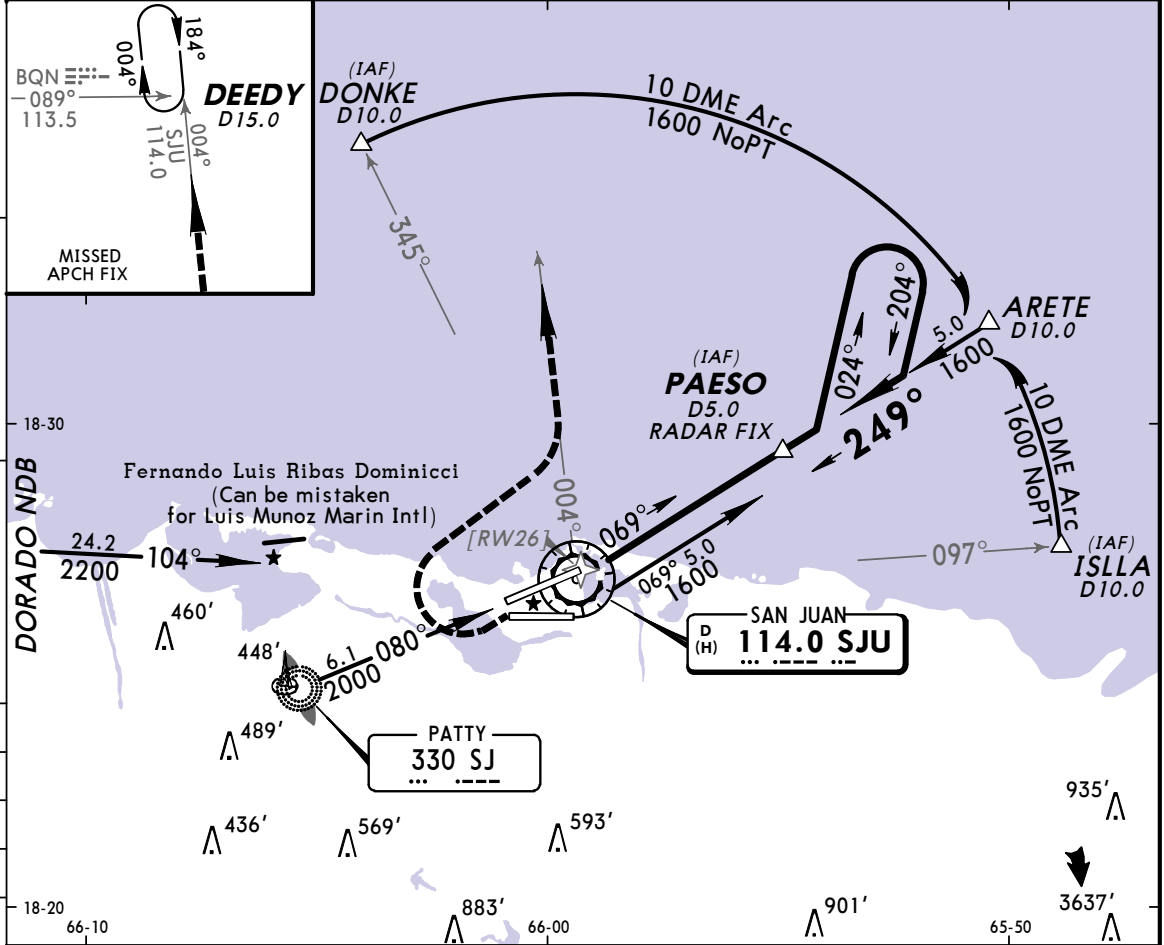 BQN
089°
113.5
004°
184°
DEEDY
D15.0
004°
SJU
114.0
MISSED
APCH FIX
(IAF)
DONKE
D10.0
10 DME Arc
1600 NoPT
345°
204°
024°
5.0
1600
ARETE
D10.0
(IAF)
PAESO
D5.0
RADAR FIX
249°
10 DME Arc
1600 NoPT
18-30
Fernando Luis Ribas Dominicci
(Can be mistaken
for Luis Munoz Marin Intl)
DORADO NDB
24.2
2200
104°
[RW26]
004°
069°
069° 5.0
1600
097°
(IAF)
ISLLA
D10.0
SAN JUAN
D
(H)
114.0 SJU
460'
448'
6.1
2000
080°
PATTY
330 SJ
489'
436'
569'
593'
935'
883'
901'
3637'
18-20
66-10
66-00
65-50